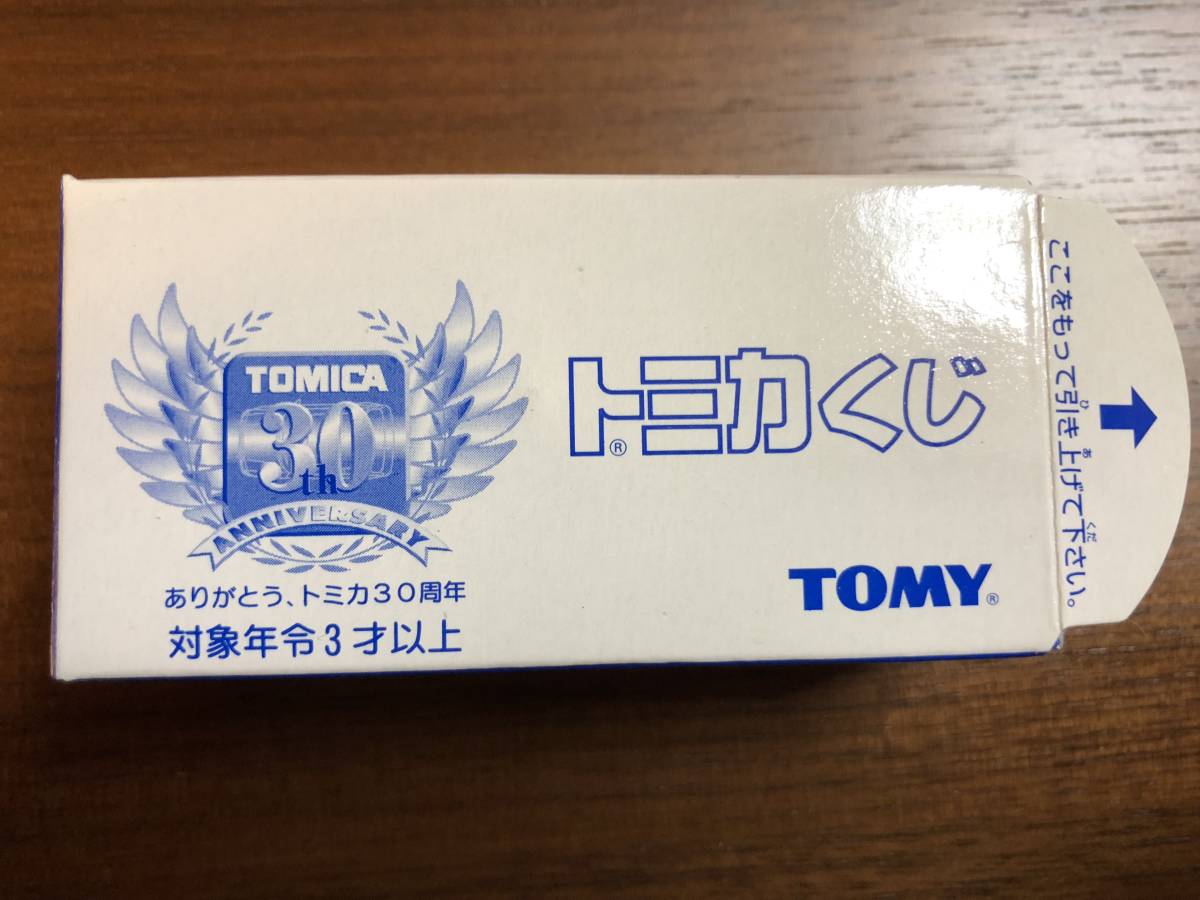 TOMICA
30th
ANNIVERSARY
ありがとう、トミカ30周年
対象年令3才以上
トミカくじ8
®
TOMY®
ここをもって引き上げて下さい。